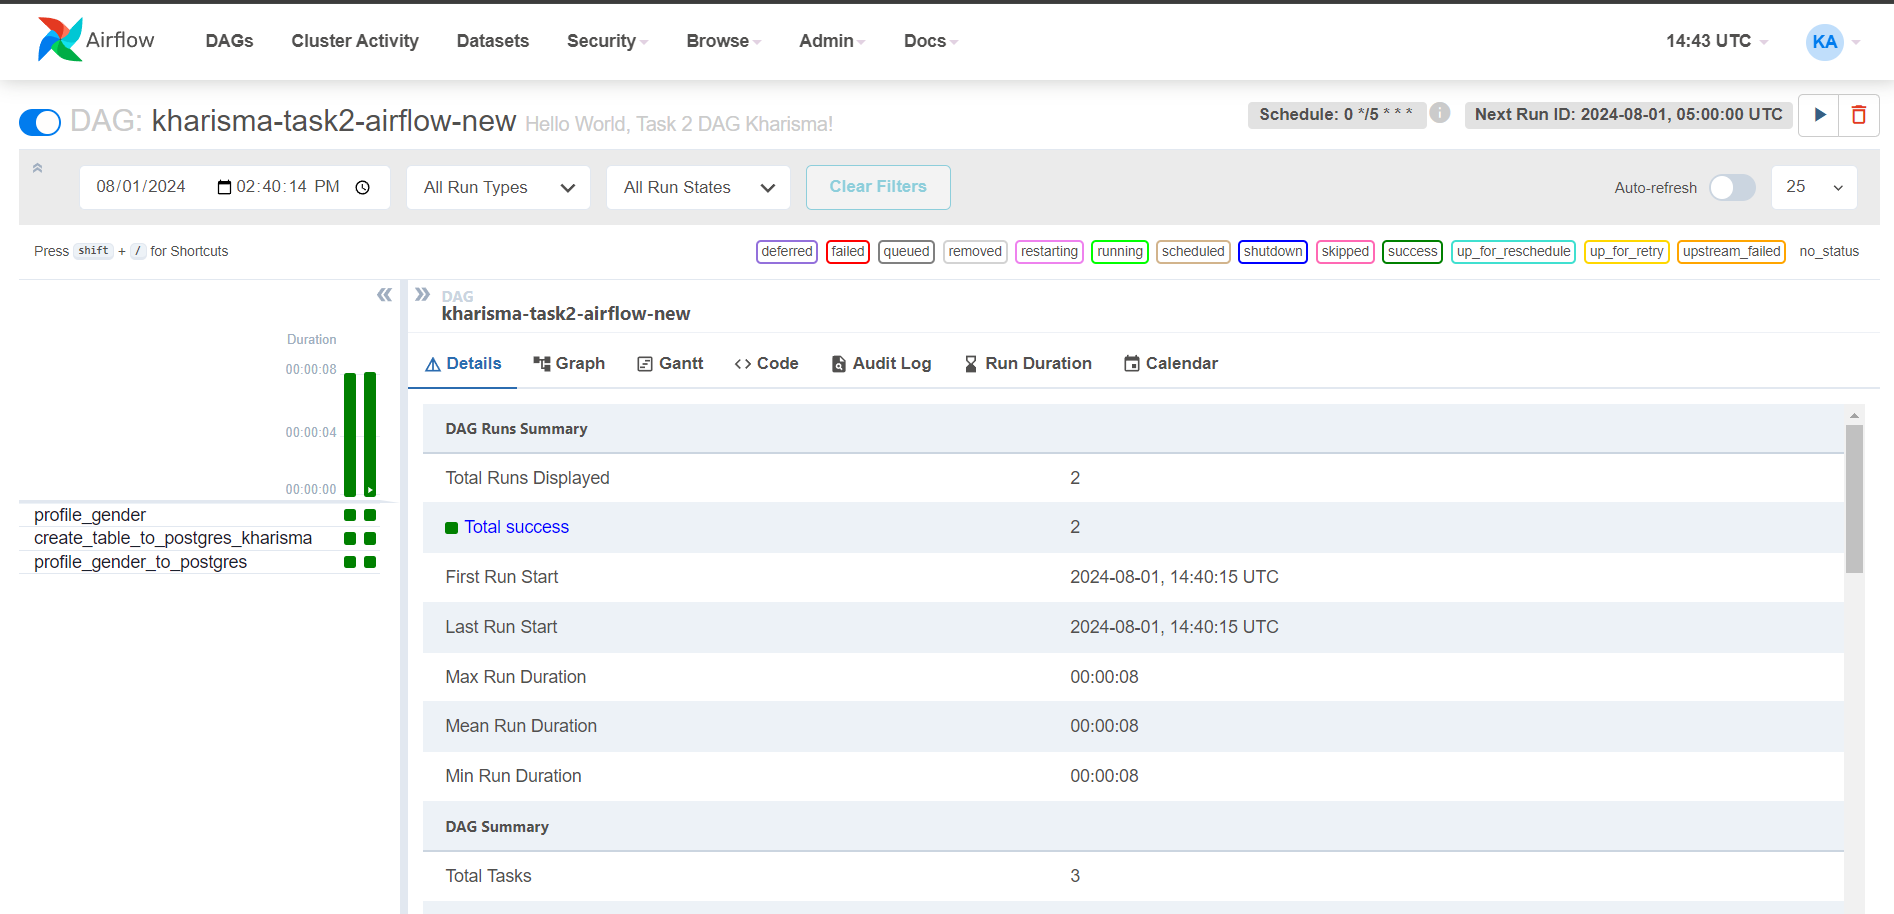 Airflow DAGs Cluster Activity Datasets Security Browse Admin Docs 14:43 UTC KA
DAG: kharisma-task2-airflow-new Hello World, Task 2 DAG Kharisma! Schedule: 0 */5 * * * i Next Run ID: 2024-08-01, 05:00:00 UTC
08/01/2024 02:40:14 PM All Run Types All Run States Clear Filters Auto-refresh 25
Press shift + / for Shortcuts deferred failed queued removed restarting running scheduled shutdown skipped success up_for_reschedule up_for_retry upstream_failed no_status
DAG
kharisma-task2-airflow-new
Duration
00:00:08
00:00:04
00:00:00
profile_gender
create_table_to_postgres_kharisma
profile_gender_to_postgres
Details Graph Gantt Code Audit Log Run Duration Calendar
DAG Runs Summary
Total Runs Displayed 2
Total success 2
First Run Start 2024-08-01, 14:40:15 UTC
Last Run Start 2024-08-01, 14:40:15 UTC
Max Run Duration 00:00:08
Mean Run Duration 00:00:08
Min Run Duration 00:00:08
DAG Summary
Total Tasks 3